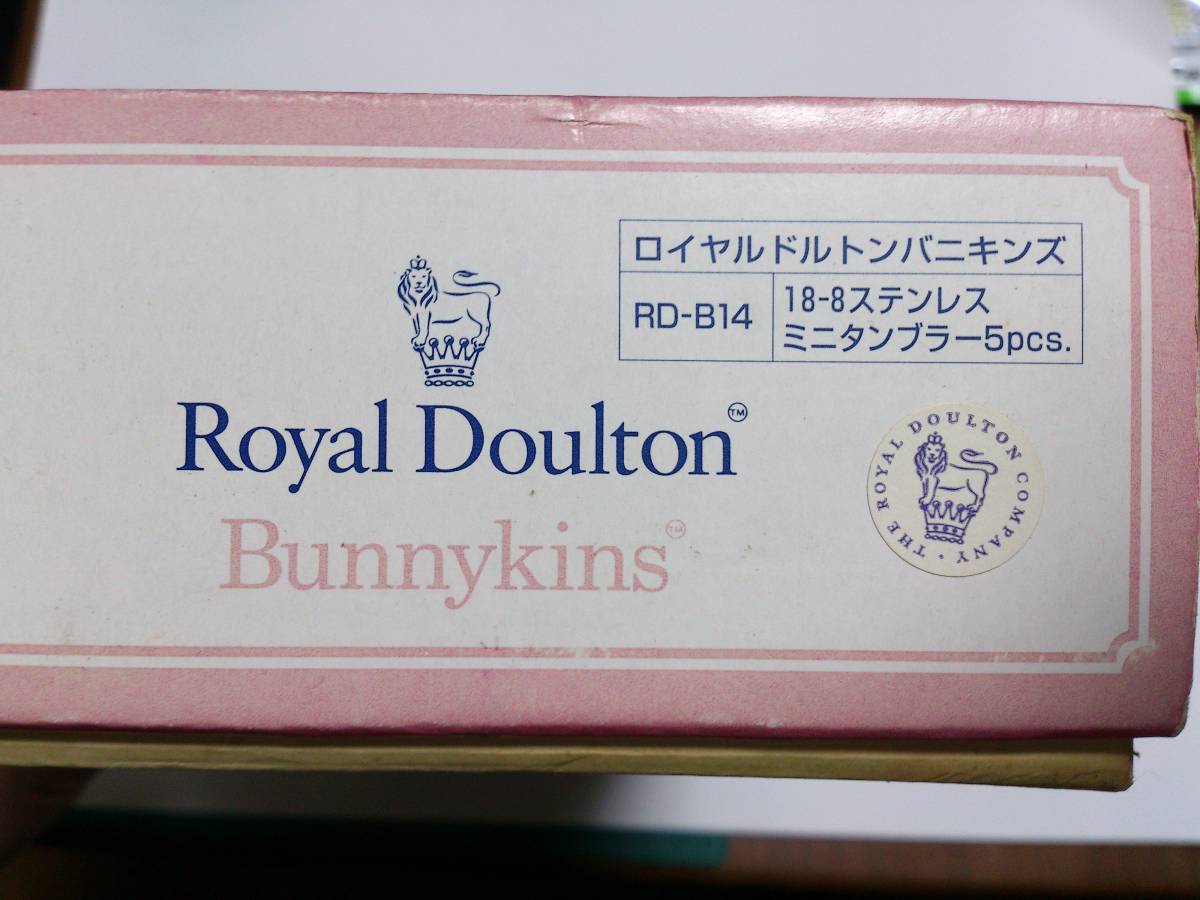 ロイヤルドルトンバニキンズ
RD-B14
18-8ステンレス
ミニタンブラー5pcs.
Royal Doulton™
Bunnykins™
THE ROYAL DOULTON COMPANY •